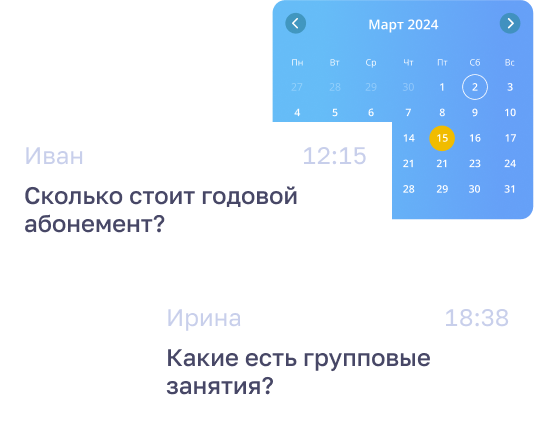 Март 2024
Пн Вт Ср Чт Пт Сб Вс
27 28 29 30 1 2 3
4 5 6 7 8 9 10
14 15 16 17
21 21 23 24
28 29 30 31
Иван 12:15
Сколько стоит годовой
абонемент?
Ирина 18:38
Какие есть групповые
занятия?